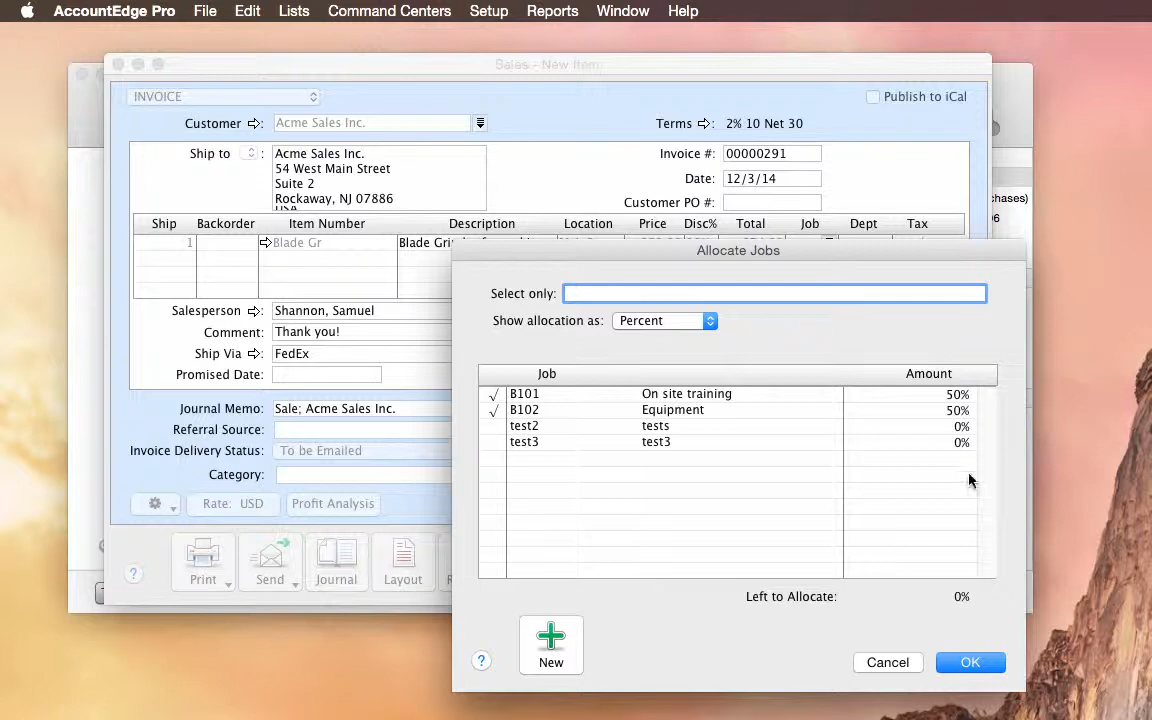 AccountEdge Pro File Edit Lists Command Centers Setup Reports Window Help
Sales - New Item
INVOICE
Publish to iCal
Customer : Acme Sales Inc. Terms : 2% 10 Net 30
Ship to : Acme Sales Inc. Invoice #: 00000291
54 West Main Street
Suite 2 Date: 12/3/14
Rockaway, NJ 07886 Customer PO #:
Ship Backorder Item Number Description Location Price Disc% Total Job Dept Tax
1 Blade Gr
Allocate Jobs
Select only:
Show allocation as: Percent
Salesperson : Shannon, Samuel
Comment: Thank you!
Ship Via : FedEx
Promised Date:
Journal Memo: Sale; Acme Sales Inc.
Referral Source:
Invoice Delivery Status: To be Emailed
Category:
Rate: USD Profit Analysis
Job Amount
√ B101 On site training 50%
√ B102 Equipment 50%
test2 tests 0%
test3 test3 0%
Left to Allocate: 0%
? Print Send Journal Layout
? New Cancel OK
chases)